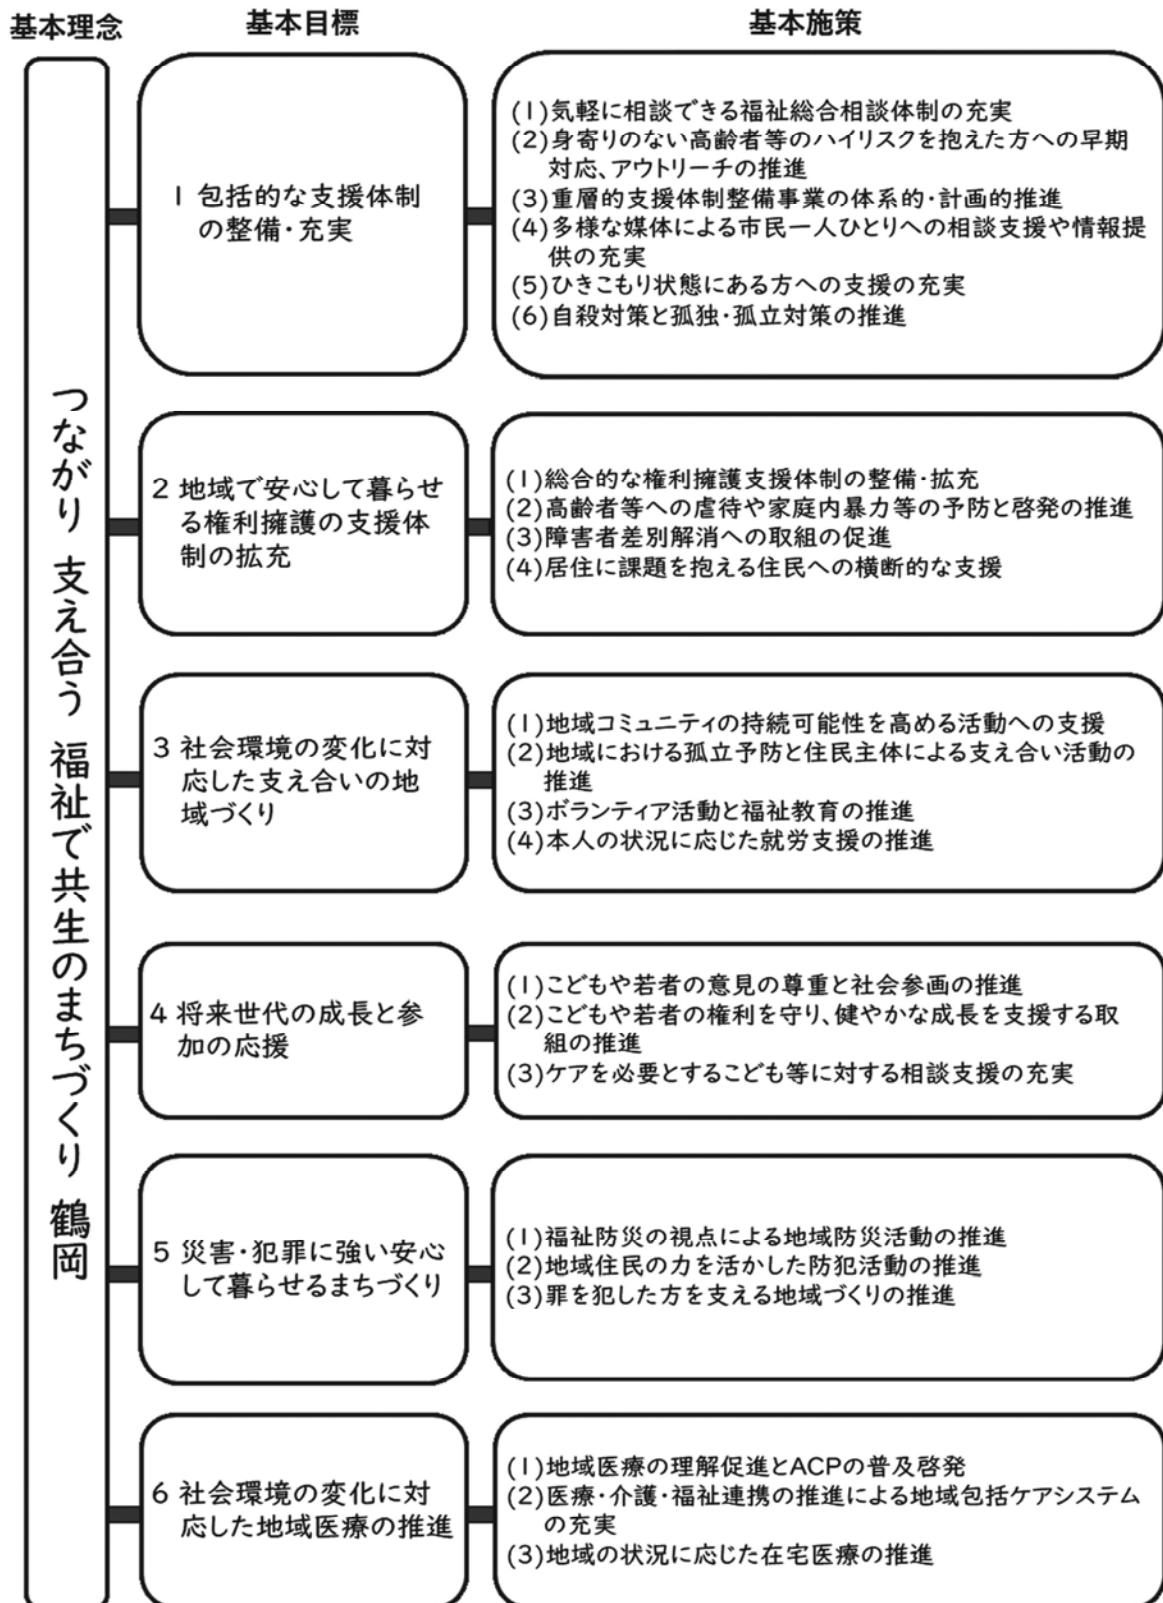 基本理念
基本目標
基本施策
つながり 支え合う 福祉で共生のまちづくり 鶴岡
1 包括的な支援体制
の整備・充実
(1)気軽に相談できる福祉総合相談体制の充実
(2)身寄りのない高齢者等のハイリスクを抱えた方への早期
対応、アウトリーチの推進
(3)重層的支援体制整備事業の体系的・計画的推進
(4)多様な媒体による市民一人ひとりへの相談支援や情報提
供の充実
(5)ひきこもり状態にある方への支援の充実
(6)自殺対策と孤独・孤立対策の推進
2 地域で安心して暮らせ
る権利擁護の支援体
制の拡充
(1)総合的な権利擁護支援体制の整備・拡充
(2)高齢者等への虐待や家庭内暴力等の予防と啓発の推進
(3)障害者差別解消への取組の促進
(4)居住に課題を抱える住民への横断的な支援
3 社会環境の変化に対
応した支え合いの地
域づくり
(1)地域コミュニティの持続可能性を高める活動への支援
(2)地域における孤立予防と住民主体による支え合い活動の
推進
(3)ボランティア活動と福祉教育の推進
(4)本人の状況に応じた就労支援の推進
4 将来世代の成長と参
加の応援
(1)こどもや若者の意見の尊重と社会参画の推進
(2)こどもや若者の権利を守り、健やかな成長を支援する取
組の推進
(3)ケアを必要とするこども等に対する相談支援の充実
5 災害・犯罪に強い安心
して暮らせるまちづくり
(1)福祉防災の視点による地域防災活動の推進
(2)地域住民の力を活かした防犯活動の推進
(3)罪を犯した方を支える地域づくりの推進
6 社会環境の変化に対
応した地域医療の推進
(1)地域医療の理解促進とACPの普及啓発
(2)医療・介護・福祉連携の推進による地域包括ケアシステム
の充実
(3)地域の状況に応じた在宅医療の推進